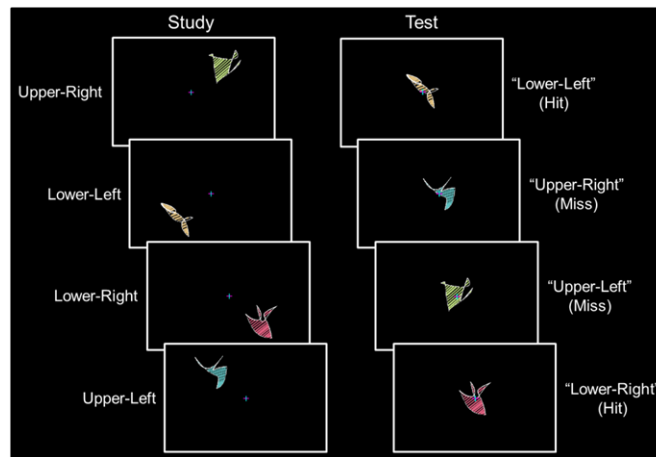 Study
Test
Upper-Right
"Lower-Left"
(Hit)
Lower-Left
"Upper-Right"
(Miss)
Lower-Right
"Upper-Left"
(Miss)
Upper-Left
"Lower-Right"
(Hit)